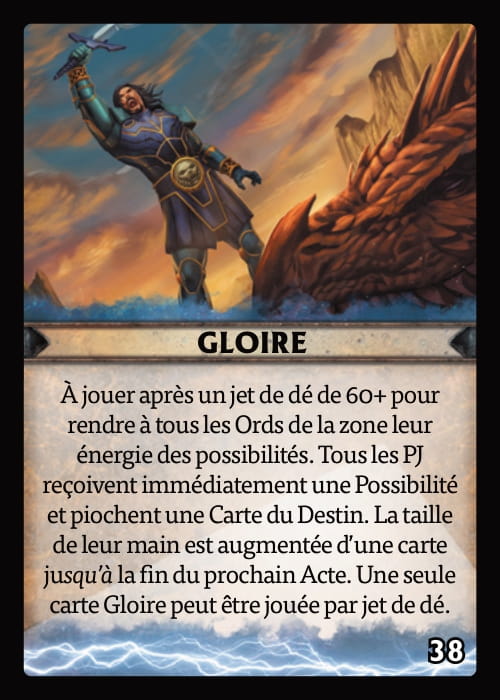 GLOIRE
À jouer après un jet de dé de 60+ pour
rendre à tous les Ords de la zone leur
énergie des possibilités. Tous les PJ
reçoivent immédiatement une Possibilité
et piochent une Carte du Destin. La taille
de leur main est augmentée d'une carte
jusqu'à la fin du prochain Acte. Une seule
carte Gloire peut être jouée par jet de dé.
38